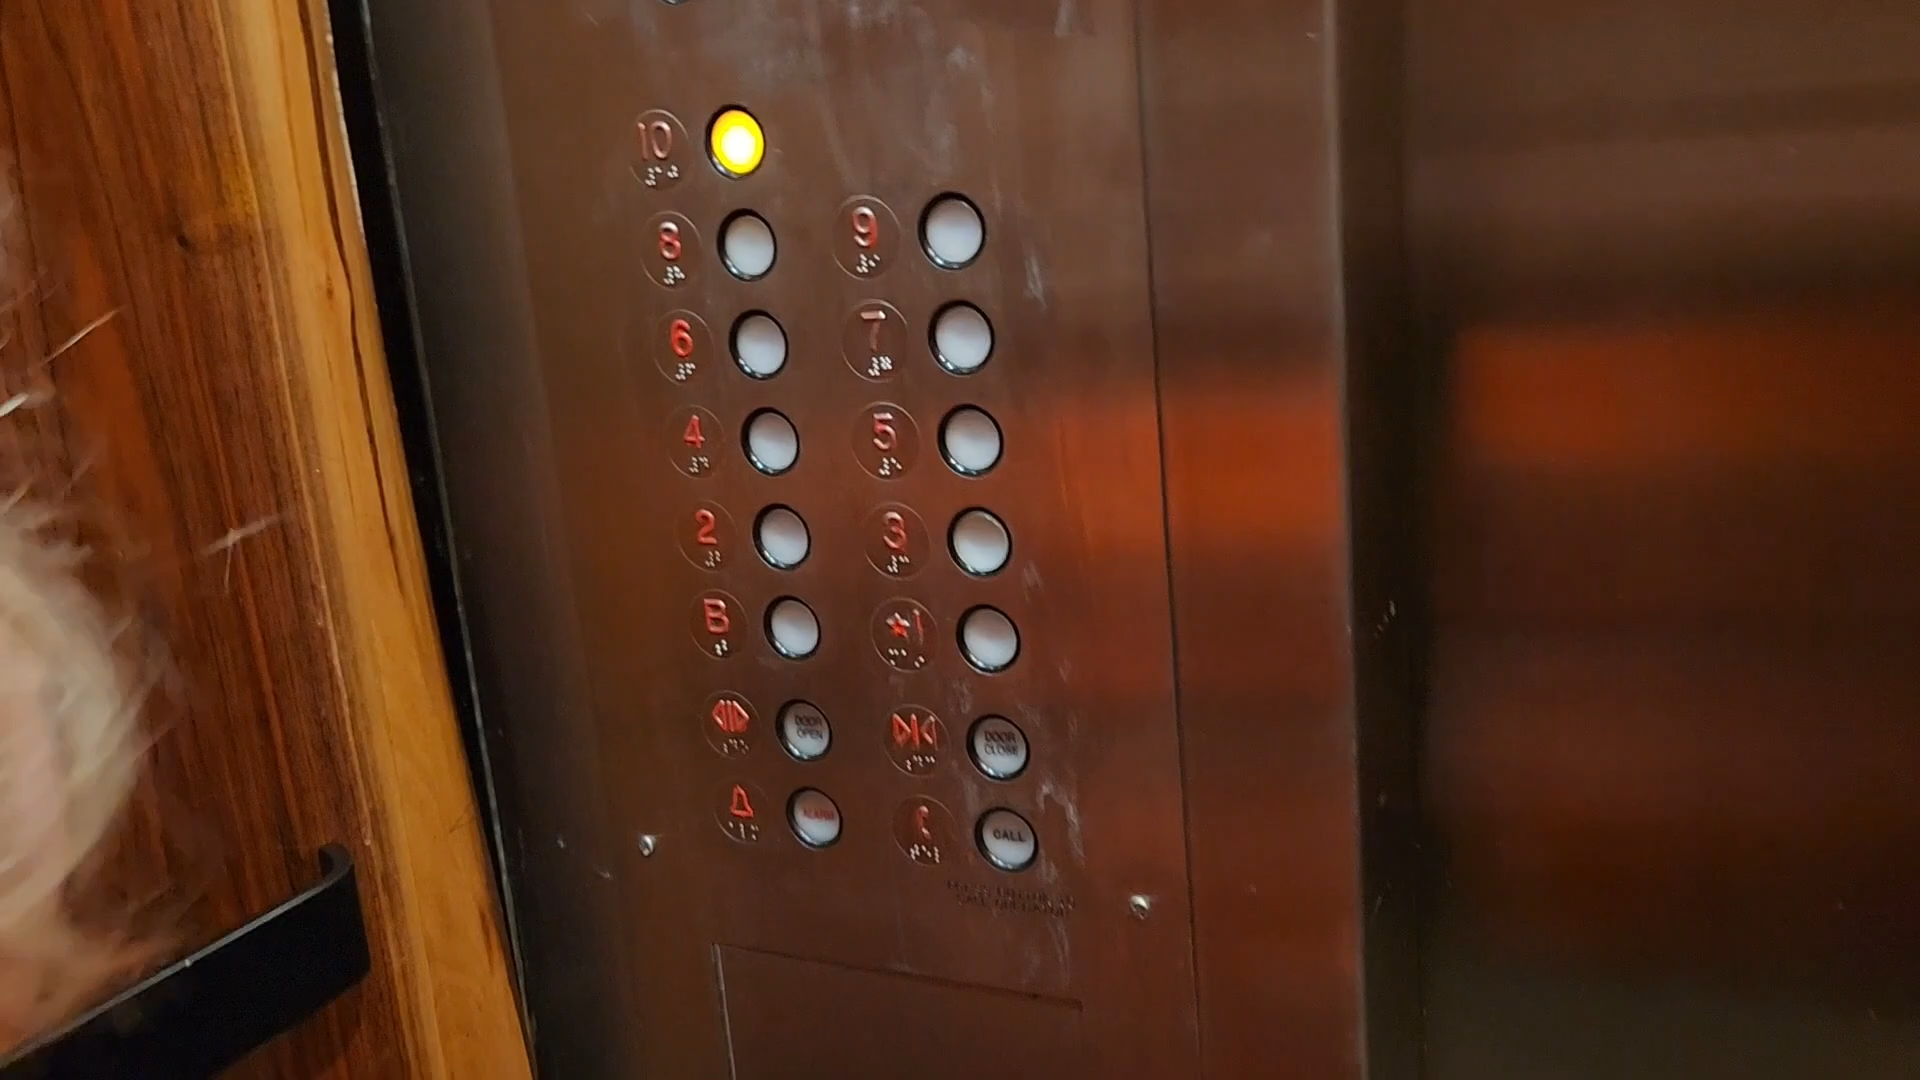 10
8 9
6 7
4 5
2 3
B ★1
DOOR OPEN
DOOR CLOSE
ALARM
CALL